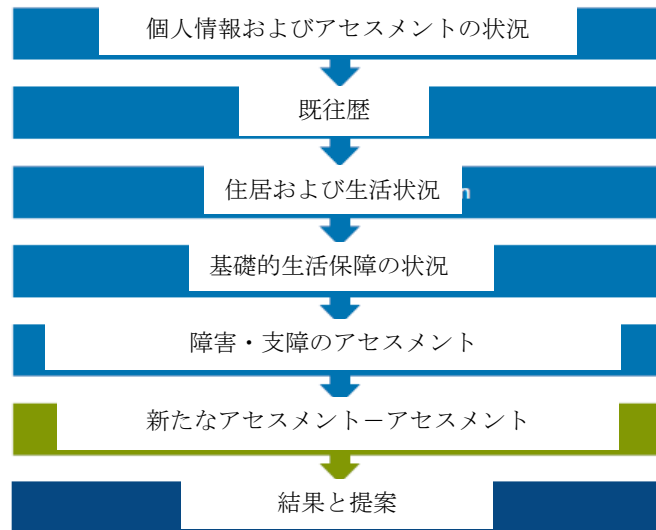 個人情報およびアセスメントの状況
既往歴
住居および生活状況
基礎的生活保障の状況
障害・支障のアセスメント
新たなアセスメント－アセスメント
結果と提案